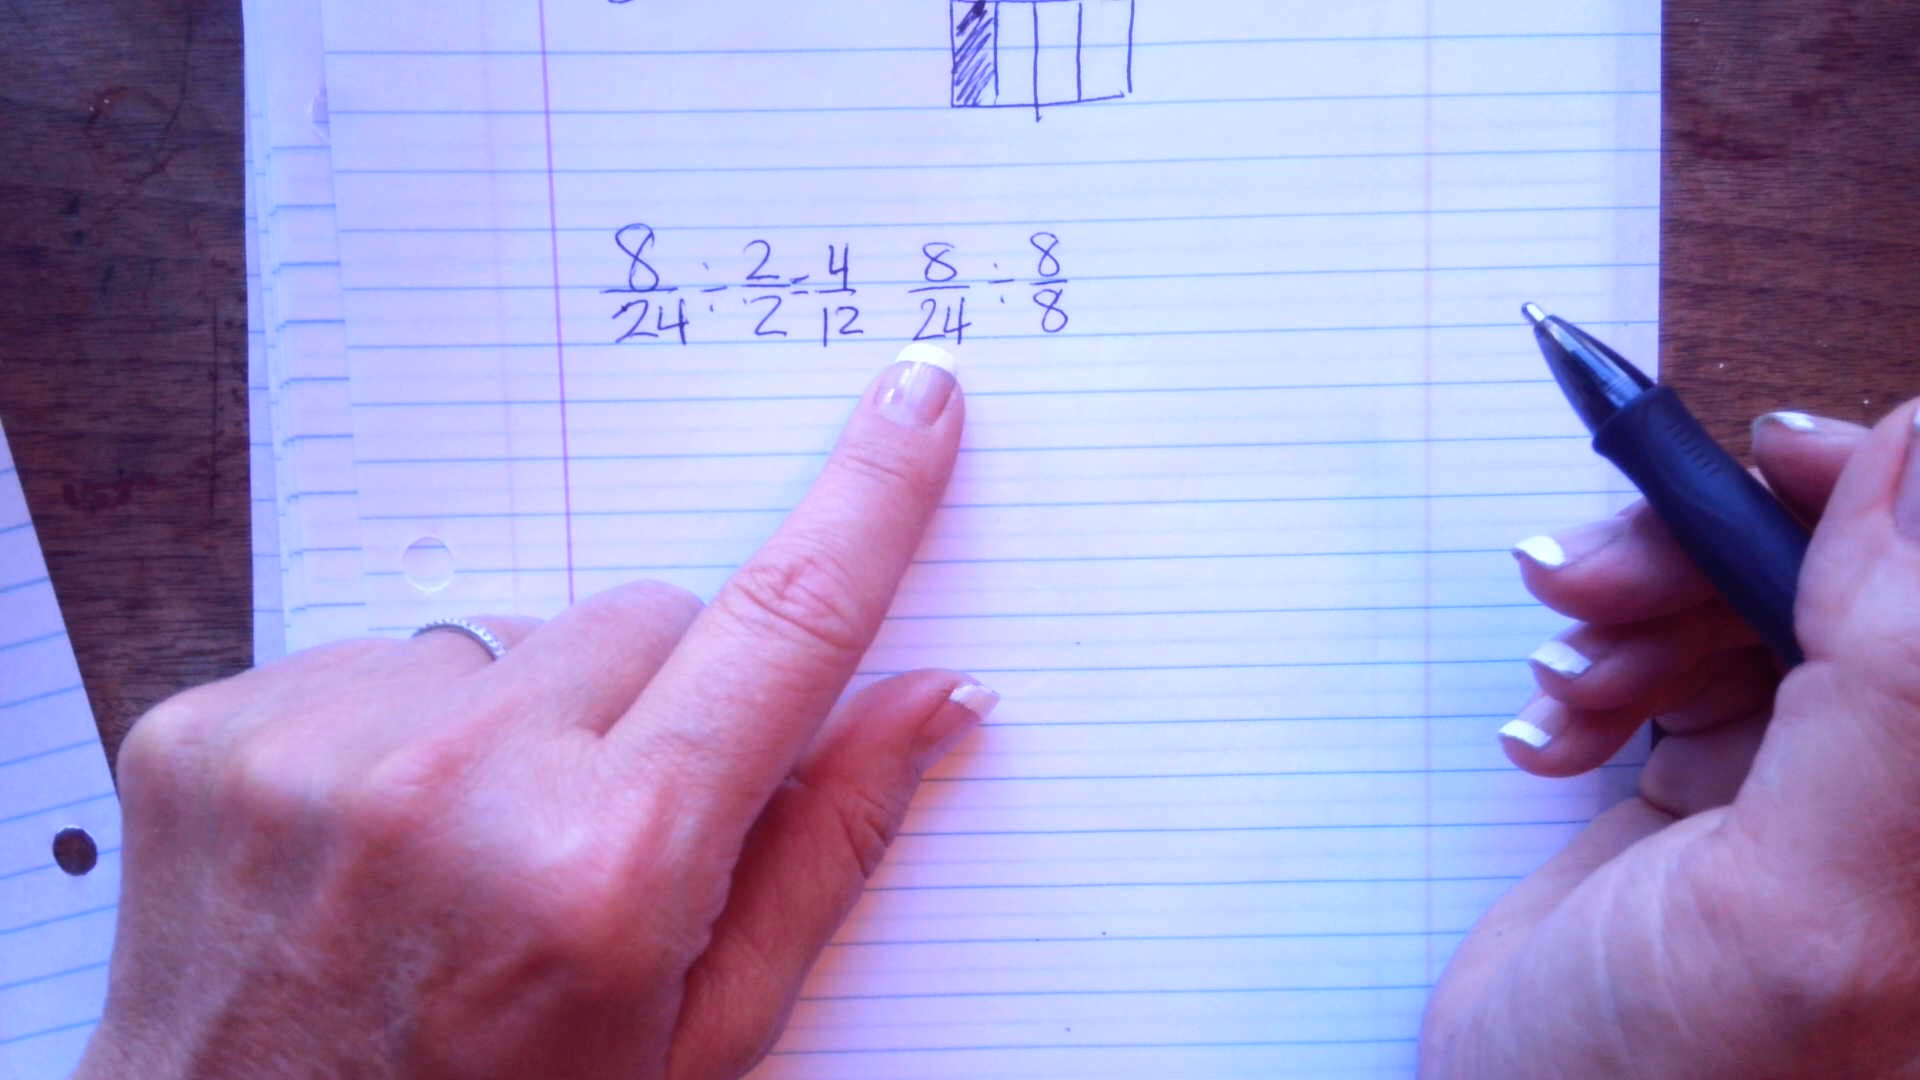 8/24 ÷ 2/2 = 4/12 8/24 ÷ 8/8